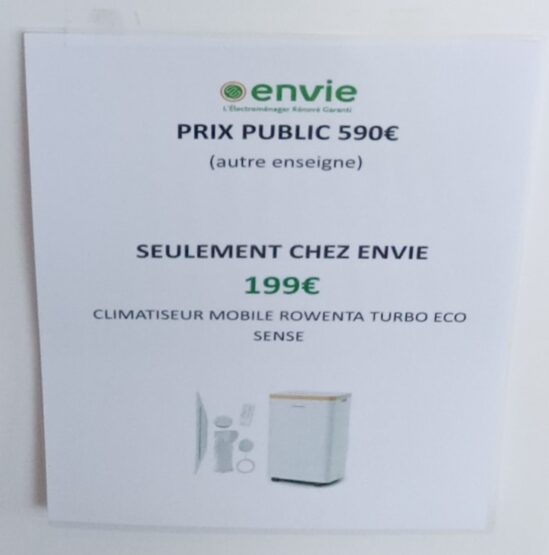 envie
L'Électroménager Rénové Garanti
PRIX PUBLIC 590€
(autre enseigne)
SEULEMENT CHEZ ENVIE
199€
CLIMATISEUR MOBILE ROWENTA TURBO ECO
SENSE